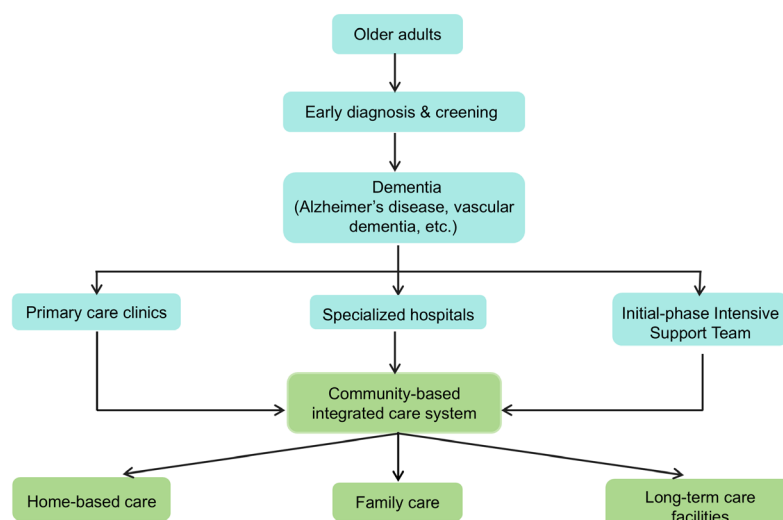 Older adults
Early diagnosis & creening
Dementia
(Alzheimer's disease, vascular
dementia, etc.)
Primary care clinics
Specialized hospitals
Initial-phase Intensive
Support Team
Community-based
integrated care system
Home-based care
Family care
Long-term care
facilities